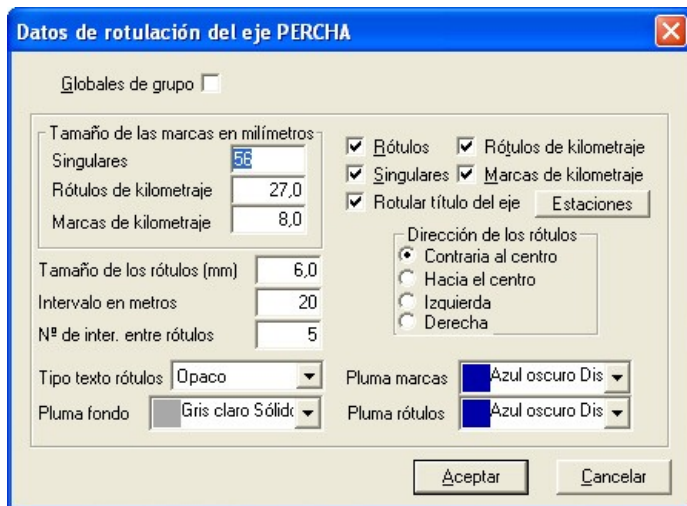 Datos de rotulación del eje PERCHA
Globales de grupo
Tamaño de las marcas en milímetros
Singulares 56
Rótulos de kilometraje 27,0
Marcas de kilometraje 8,0
Rótulos Rótulos de kilometraje
Singulares Marcas de kilometraje
Rotular título del eje Estaciones
Dirección de los rótulos
Contraria al centro
Hacia el centro
Izquierda
Derecha
Tamaño de los rótulos (mm) 6,0
Intervalo en metros 20
Nº de inter. entre rótulos 5
Tipo texto rótulos Opaco
Pluma marcas Azul oscuro Dis
Pluma fondo Gris claro Sólido
Pluma rótulos Azul oscuro Dis
Aceptar Cancelar